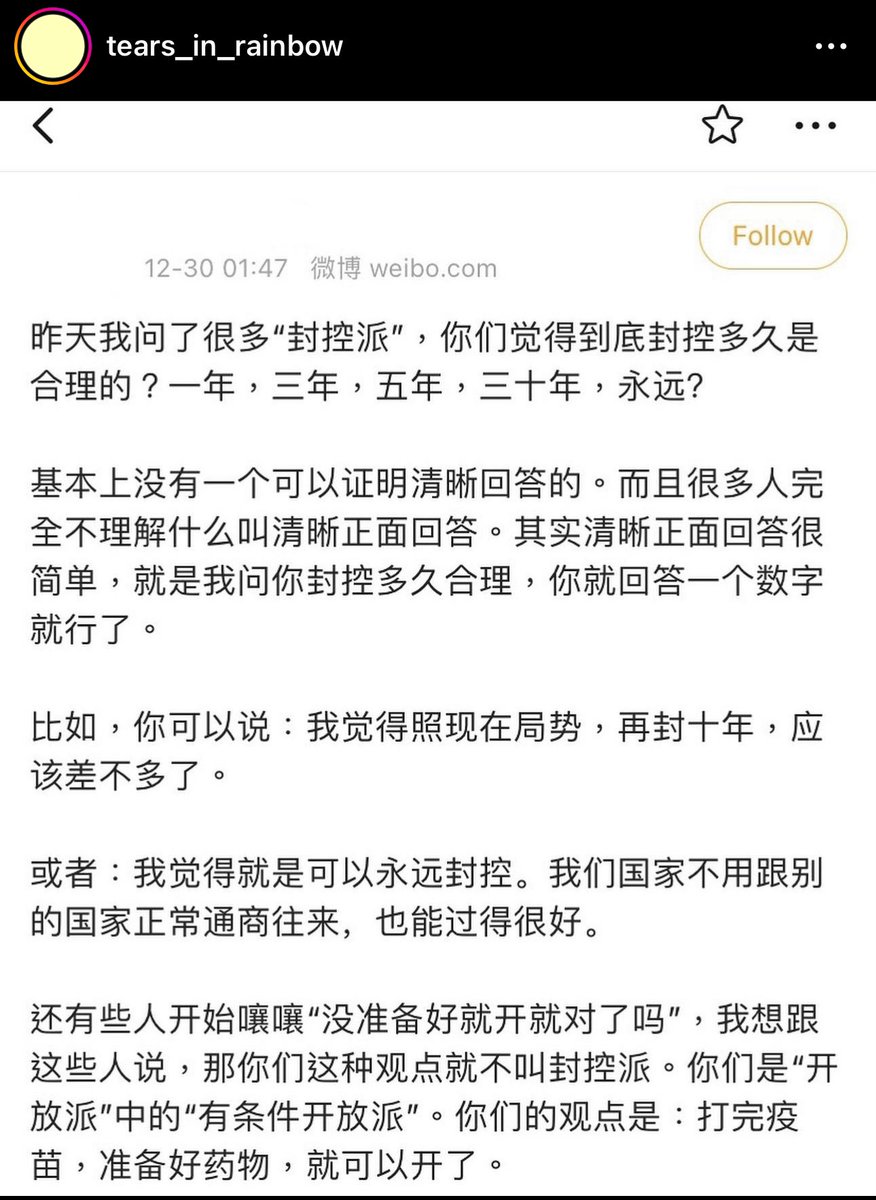 tears_in_rainbow
Follow
12-30 01:47 微博 weibo.com
昨天我问了很多“封控派”，你们觉得到底封控多久是
合理的？一年，三年，五年，三十年，永远?
基本上没有一个可以证明清晰回答的。而且很多人完
全不理解什么叫清晰正面回答。其实清晰正面回答很
简单，就是我问你封控多久合理，你就回答一个数字
就行了。
比如，你可以说：我觉得照现在局势，再封十年，应
该差不多了。
或者：我觉得就是可以永远封控。我们国家不用跟别
的国家正常通商往来，也能过得很好。
还有些人开始嚷嚷“没准备好就开就对了吗”，我想跟
这些人说，那你们这种观点就不叫封控派。你们是“开
放派”中的“有条件开放派”。你们的观点是：打完疫
苗，准备好药物，就可以开了。